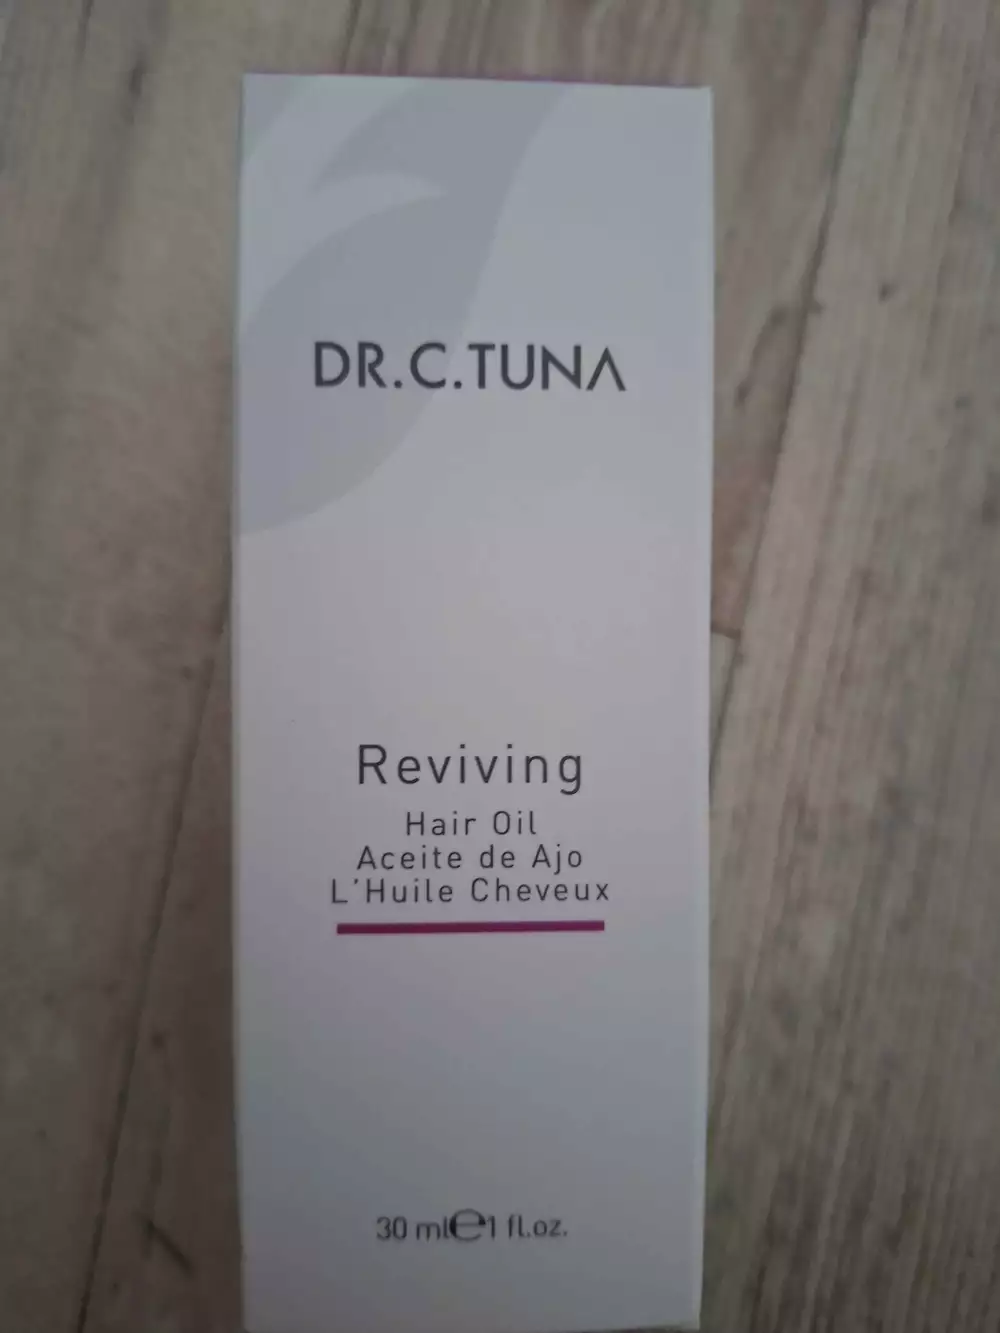 DR.C.TUNA
Reviving
Hair Oil
Aceite de Ajo
L'Huile Cheveux
30 ml℮1 fl.oz.